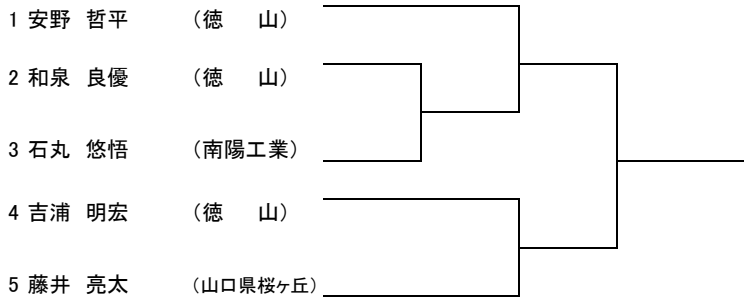 1 安野 哲平 (徳 山)
2 和泉 良優 (徳 山)
3 石丸 悠悟 (南陽工業)
4 吉浦 明宏 (徳 山)
5 藤井 亮太 (山口県桜ヶ丘)